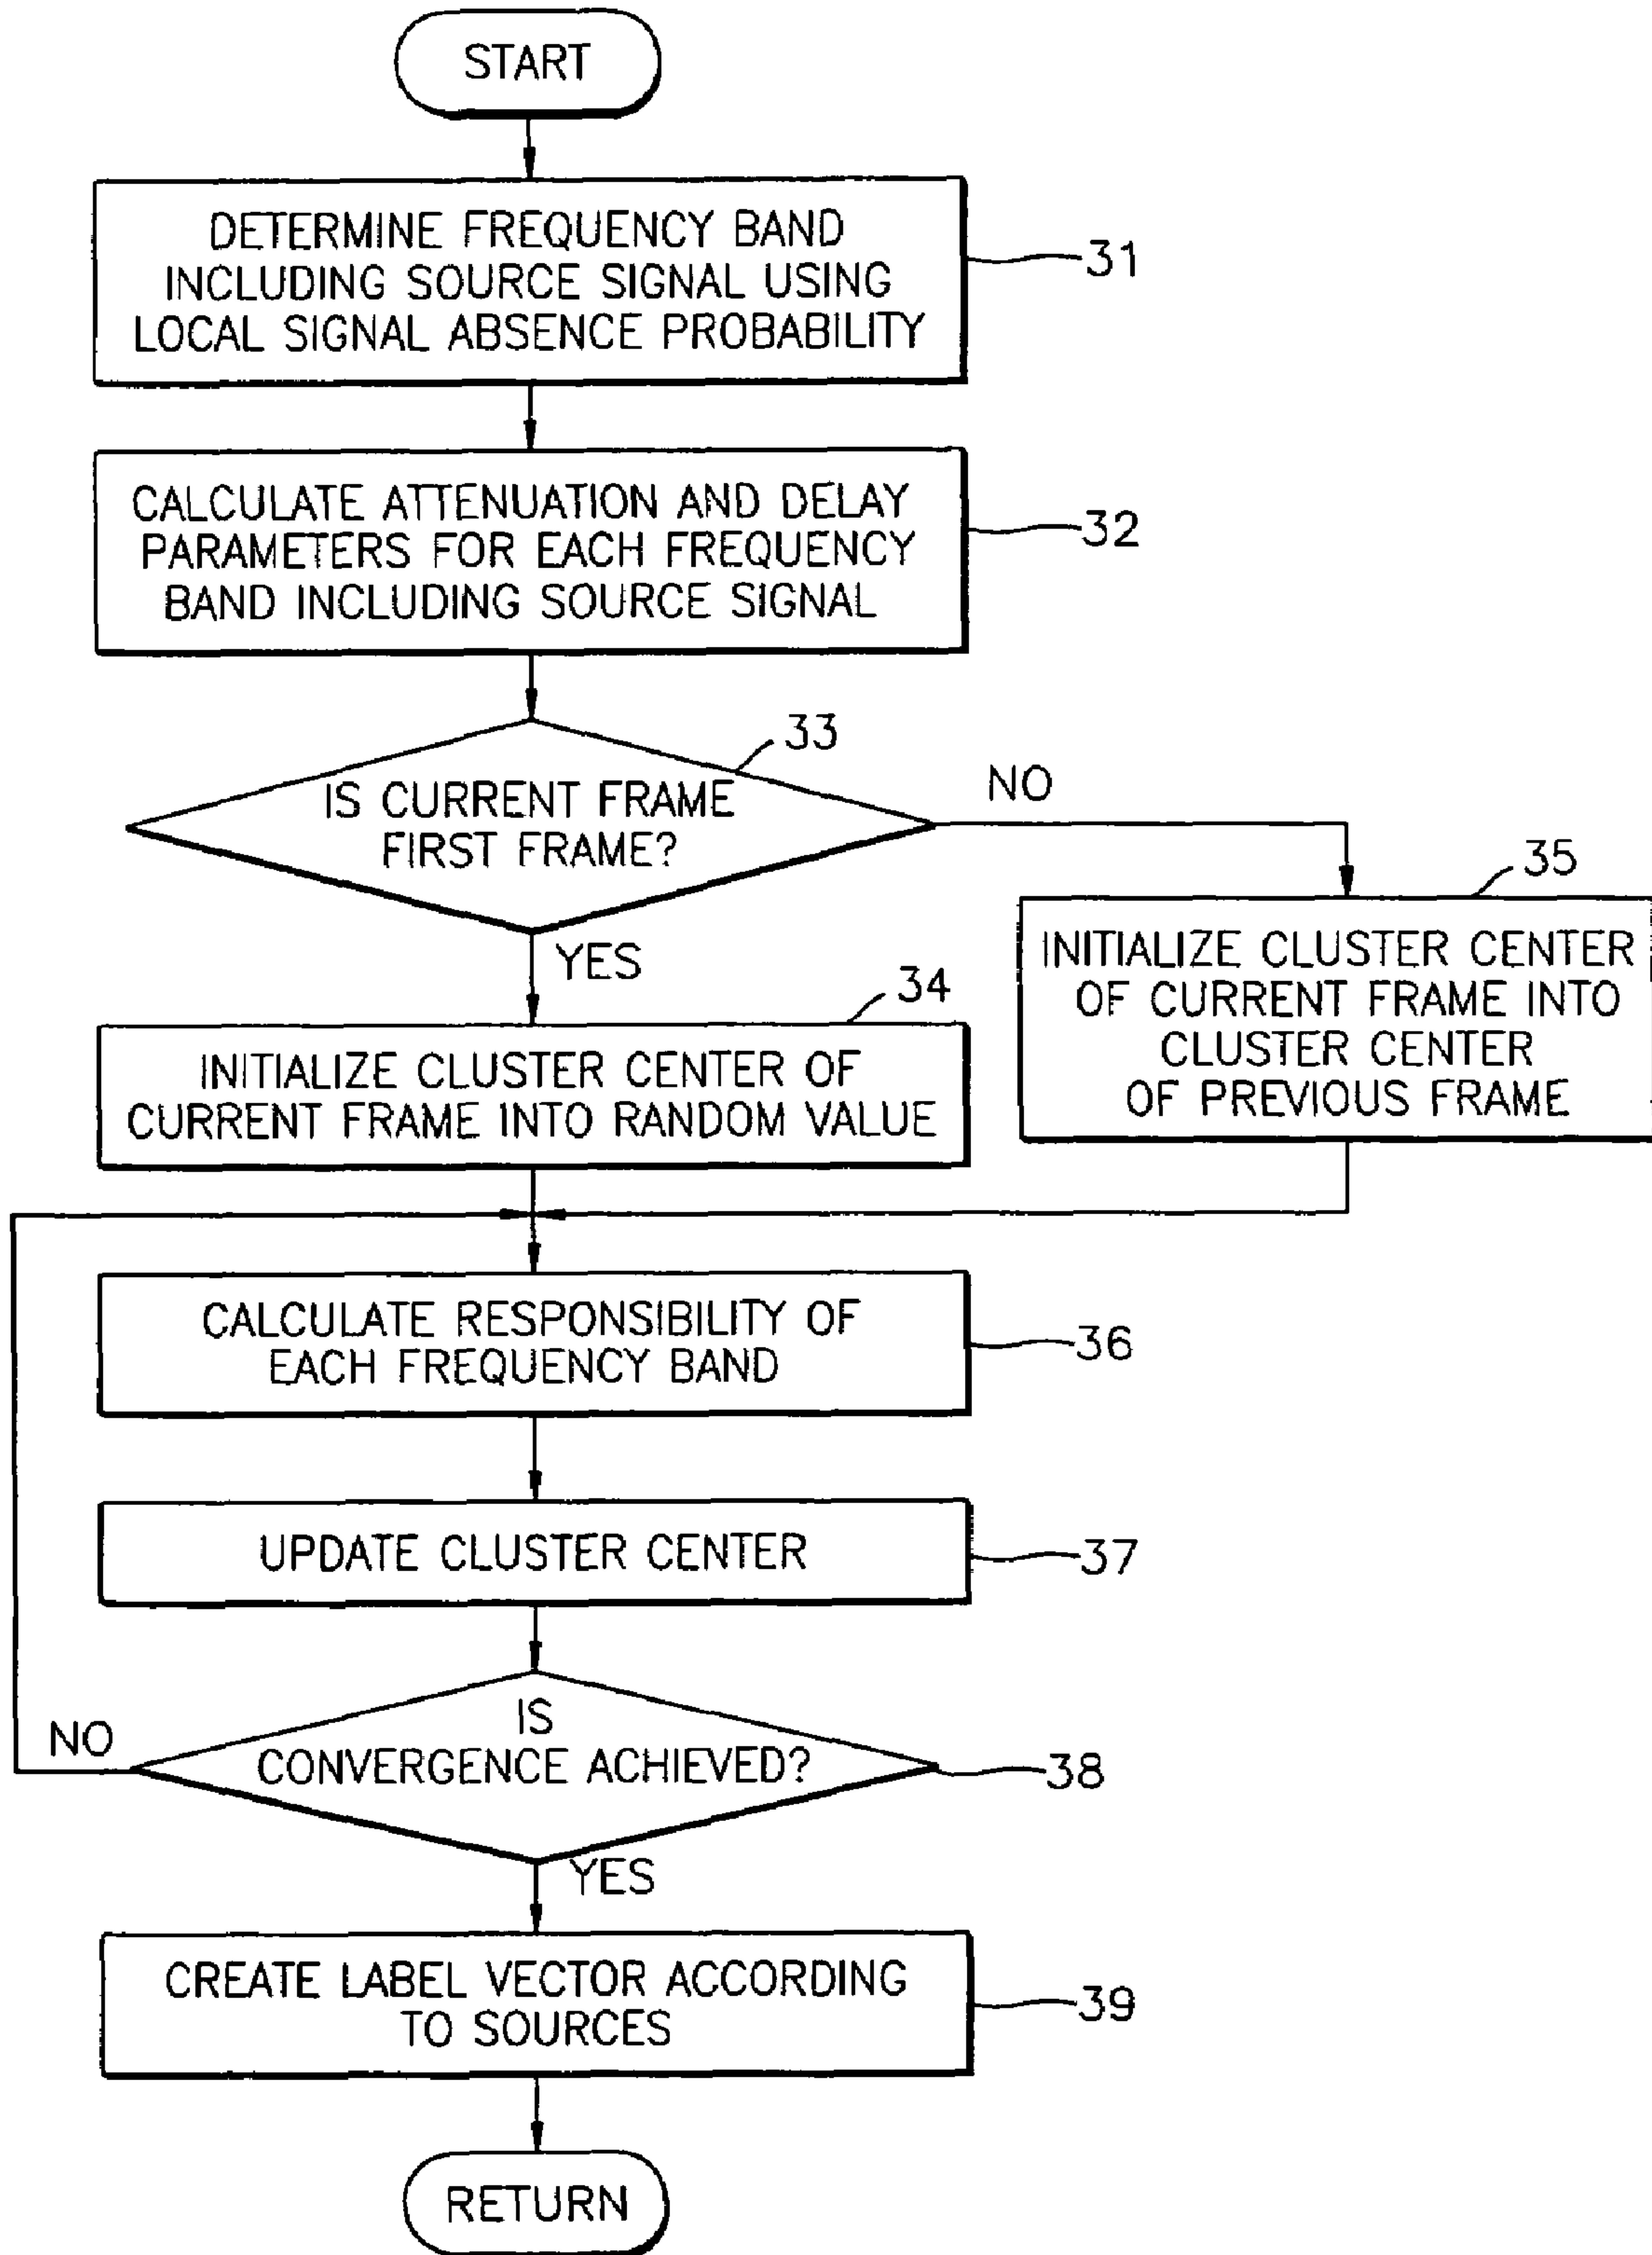 START
DETERMINE FREQUENCY BAND
INCLUDING SOURCE SIGNAL USING
LOCAL SIGNAL ABSENCE PROBABILITY
31
CALCULATE ATTENUATION AND DELAY
PARAMETERS FOR EACH FREQUENCY
BAND INCLUDING SOURCE SIGNAL
32
33
IS CURRENT FRAME
FIRST FRAME?
NO
YES
35
INITIALIZE CLUSTER CENTER
OF CURRENT FRAME INTO
CLUSTER CENTER
OF PREVIOUS FRAME
34
INITIALIZE CLUSTER CENTER OF
CURRENT FRAME INTO RANDOM VALUE
CALCULATE RESPONSIBILITY OF
EACH FREQUENCY BAND
36
UPDATE CLUSTER CENTER
37
IS
CONVERGENCE ACHIEVED?
38
NO
YES
CREATE LABEL VECTOR ACCORDING
TO SOURCES
39
RETURN